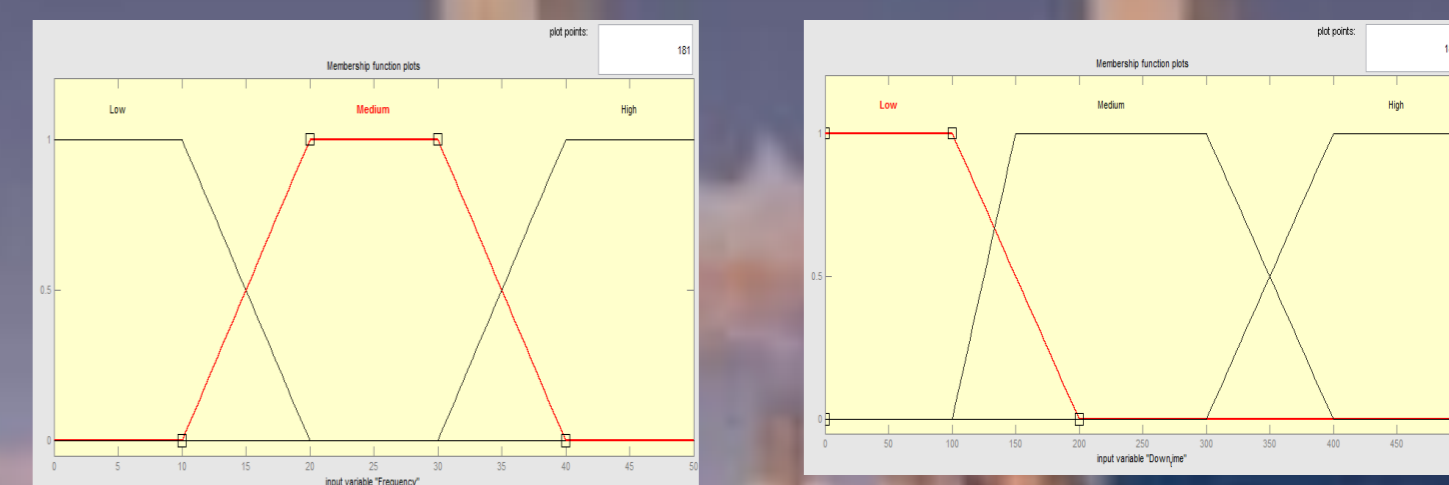 plot points:
181
Membership function plots
Low
Medium
High
1
0.5
0
0 5 10 15 20 25 30 35 40 45 50
input variable "Frequency"
plot points:
Membership function plots
Low
Medium
High
1
0.5
0
0 50 100 150 200 250 300 350 400 450
input variable "Downtime"